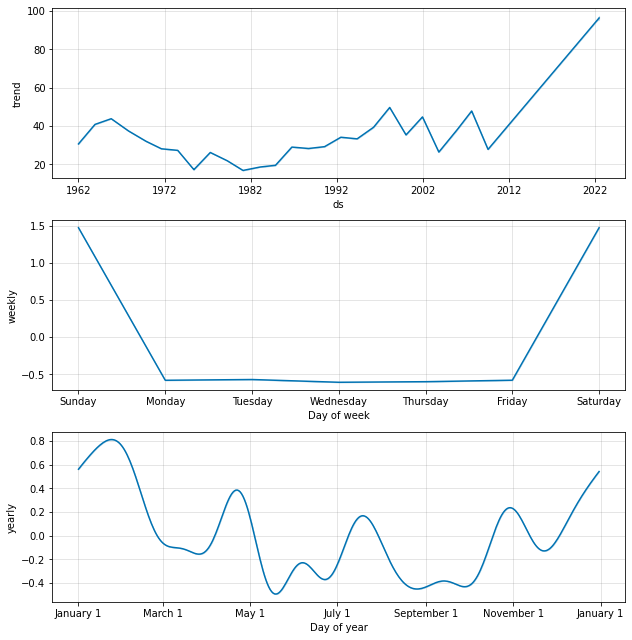 100
80
60
40
20
trend
1962 1972 1982 1992 2002 2012 2022
ds
1.5
1.0
0.5
0.0
−0.5
weekly
Sunday Monday Tuesday Wednesday Thursday Friday Saturday
Day of week
0.8
0.6
0.4
0.2
0.0
−0.2
−0.4
yearly
January 1 March 1 May 1 July 1 September 1 November 1 January 1
Day of year